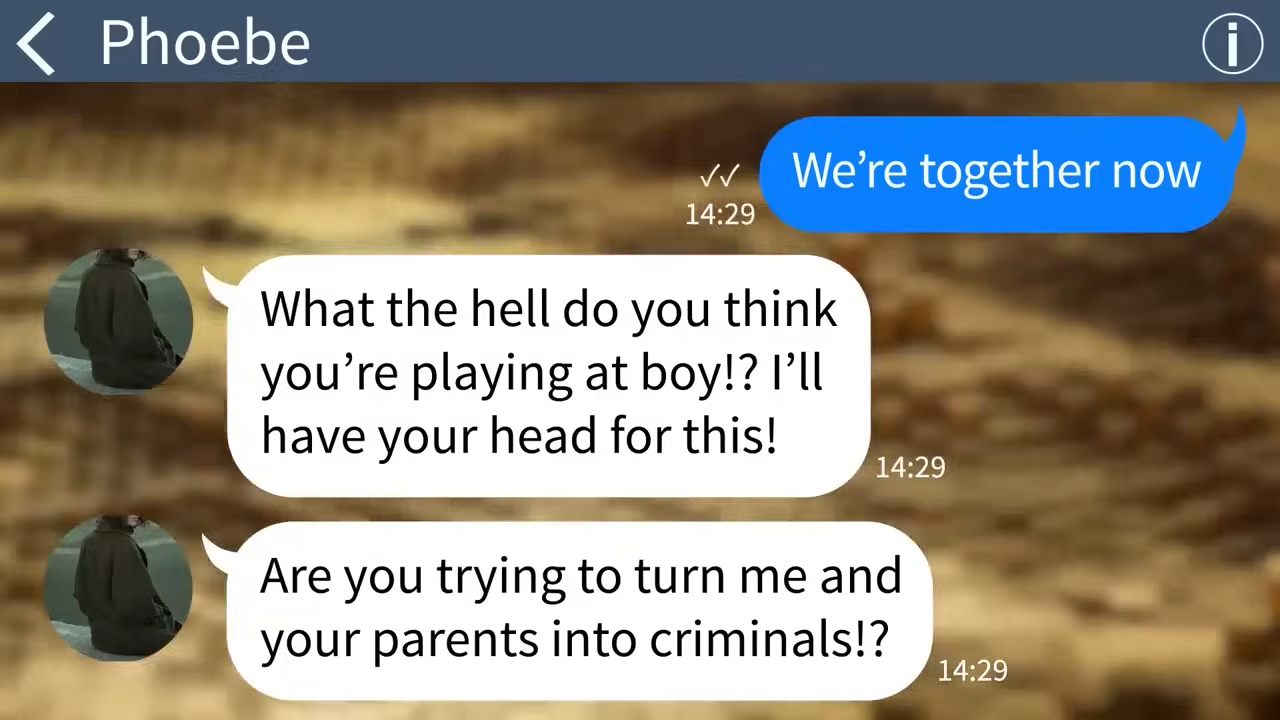 Phoebe
We’re together now
✓✓
14:29
What the hell do you think
you’re playing at boy!? I’ll
have your head for this!
14:29
Are you trying to turn me and
your parents into criminals!?
14:29